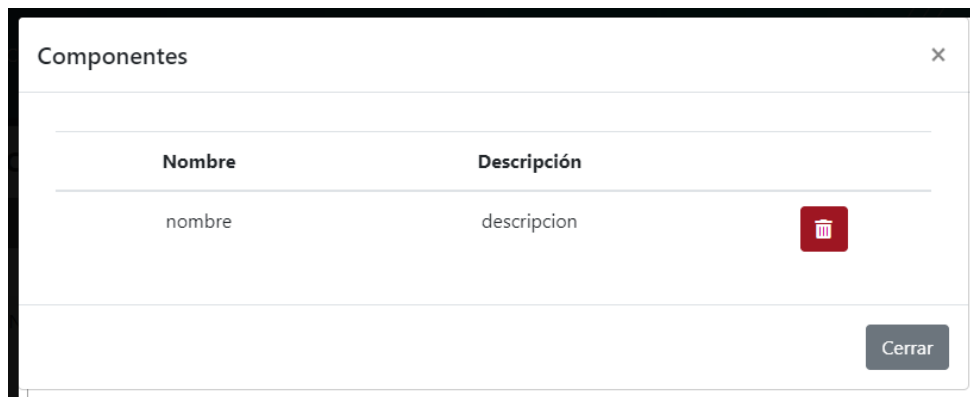 Componentes ×
Nombre Descripción
nombre descripcion
Cerrar